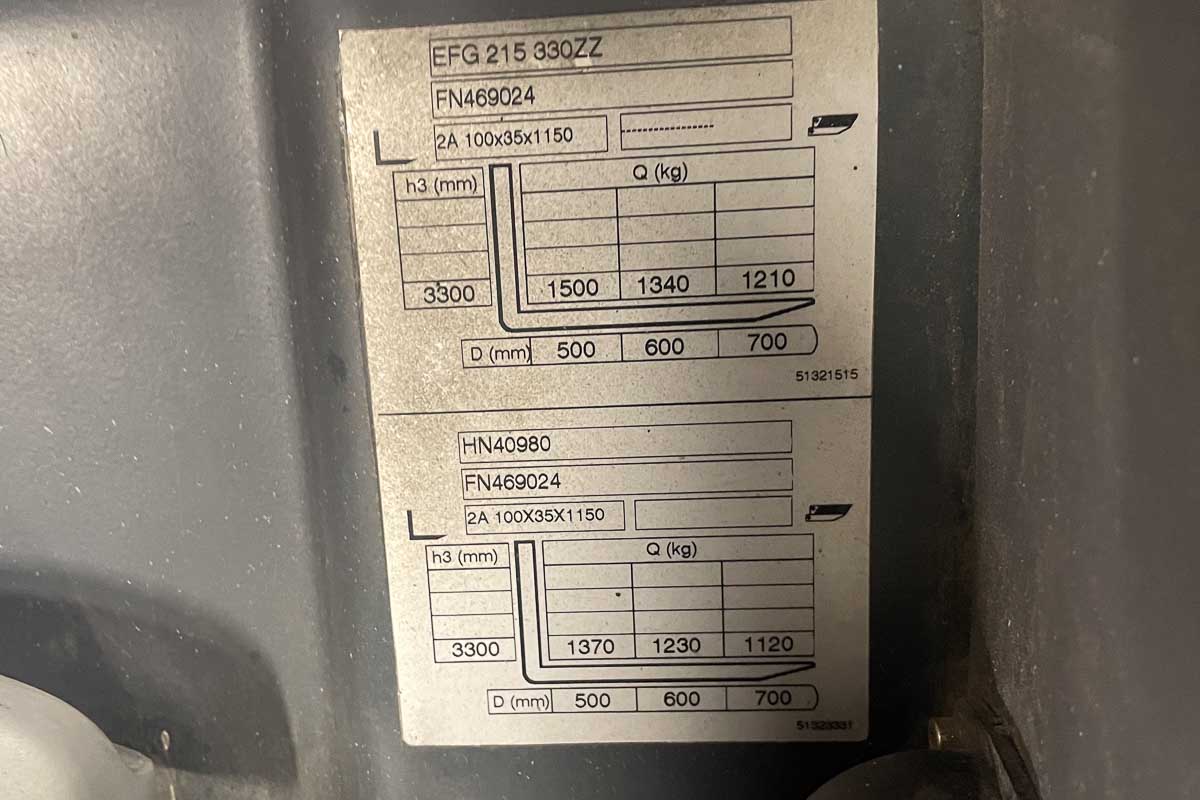 EFG 215 330ZZ
FN469024
2A 100x35x1150 ---------------
h3 (mm) Q (kg)
3300 1500 1340 1210
D (mm) 500 600 700
51321515
HN40980
FN469024
2A 100X35X1150
h3 (mm) Q (kg)
3300 1370 1230 1120
D (mm) 500 600 700
51323331